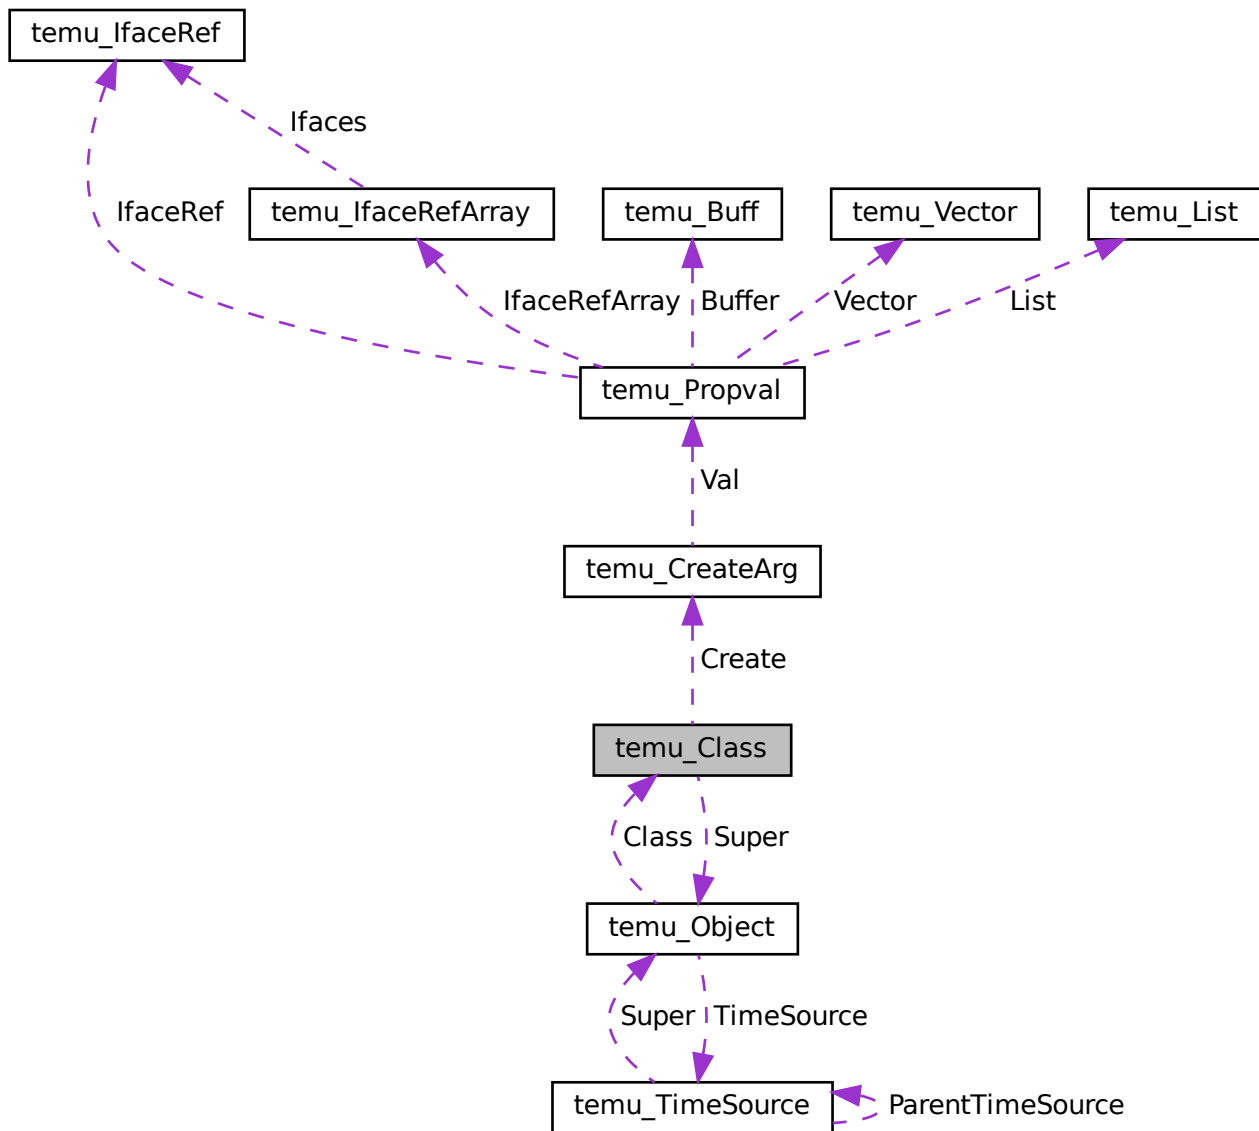 temu_IfaceRef
Ifaces
IfaceRef
temu_IfaceRefArray
temu_Buff
temu_Vector
temu_List
IfaceRefArray
Buffer
Vector
List
temu_Propval
Val
temu_CreateArg
Create
temu_Class
Class
Super
temu_Object
Super
TimeSource
temu_TimeSource
ParentTimeSource